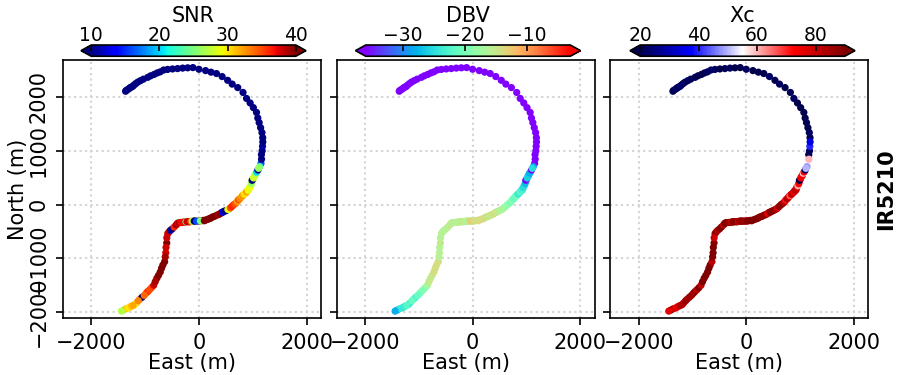 SNR DBV Xc
10 20 30 40 −30 −20 −10 20 40 60 80
2000
1000
0
−1000
−2000
North (m)
IR5210
−2000 0 2000 −2000 0 2000 −2000 0 2000
East (m) East (m) East (m)